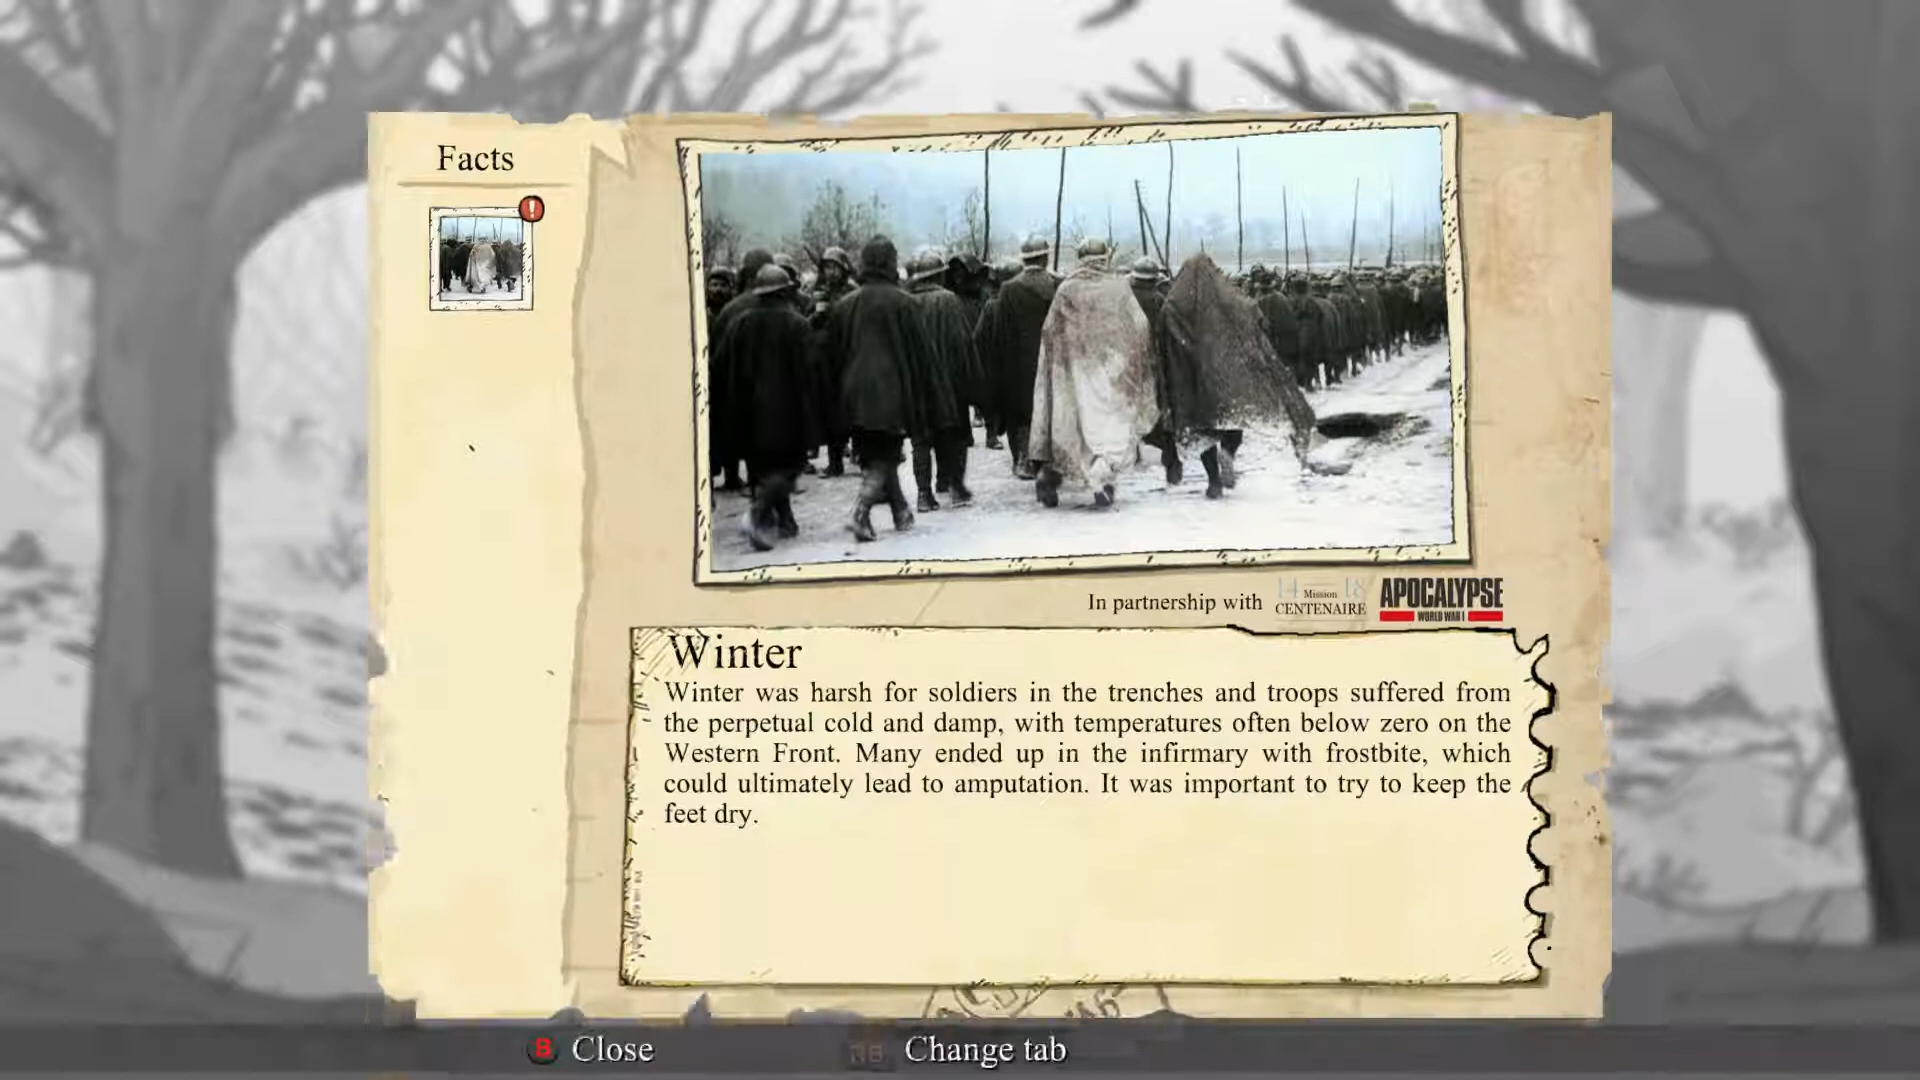 Facts
In partnership with
14 18
Mission
CENTENAIRE
APOCALYPSE
WORLD WAR I
Winter
Winter was harsh for soldiers in the trenches and troops suffered from
the perpetual cold and damp, with temperatures often below zero on the
Western Front. Many ended up in the infirmary with frostbite, which
could ultimately lead to amputation. It was important to try to keep the
feet dry.
B Close
RB Change tab